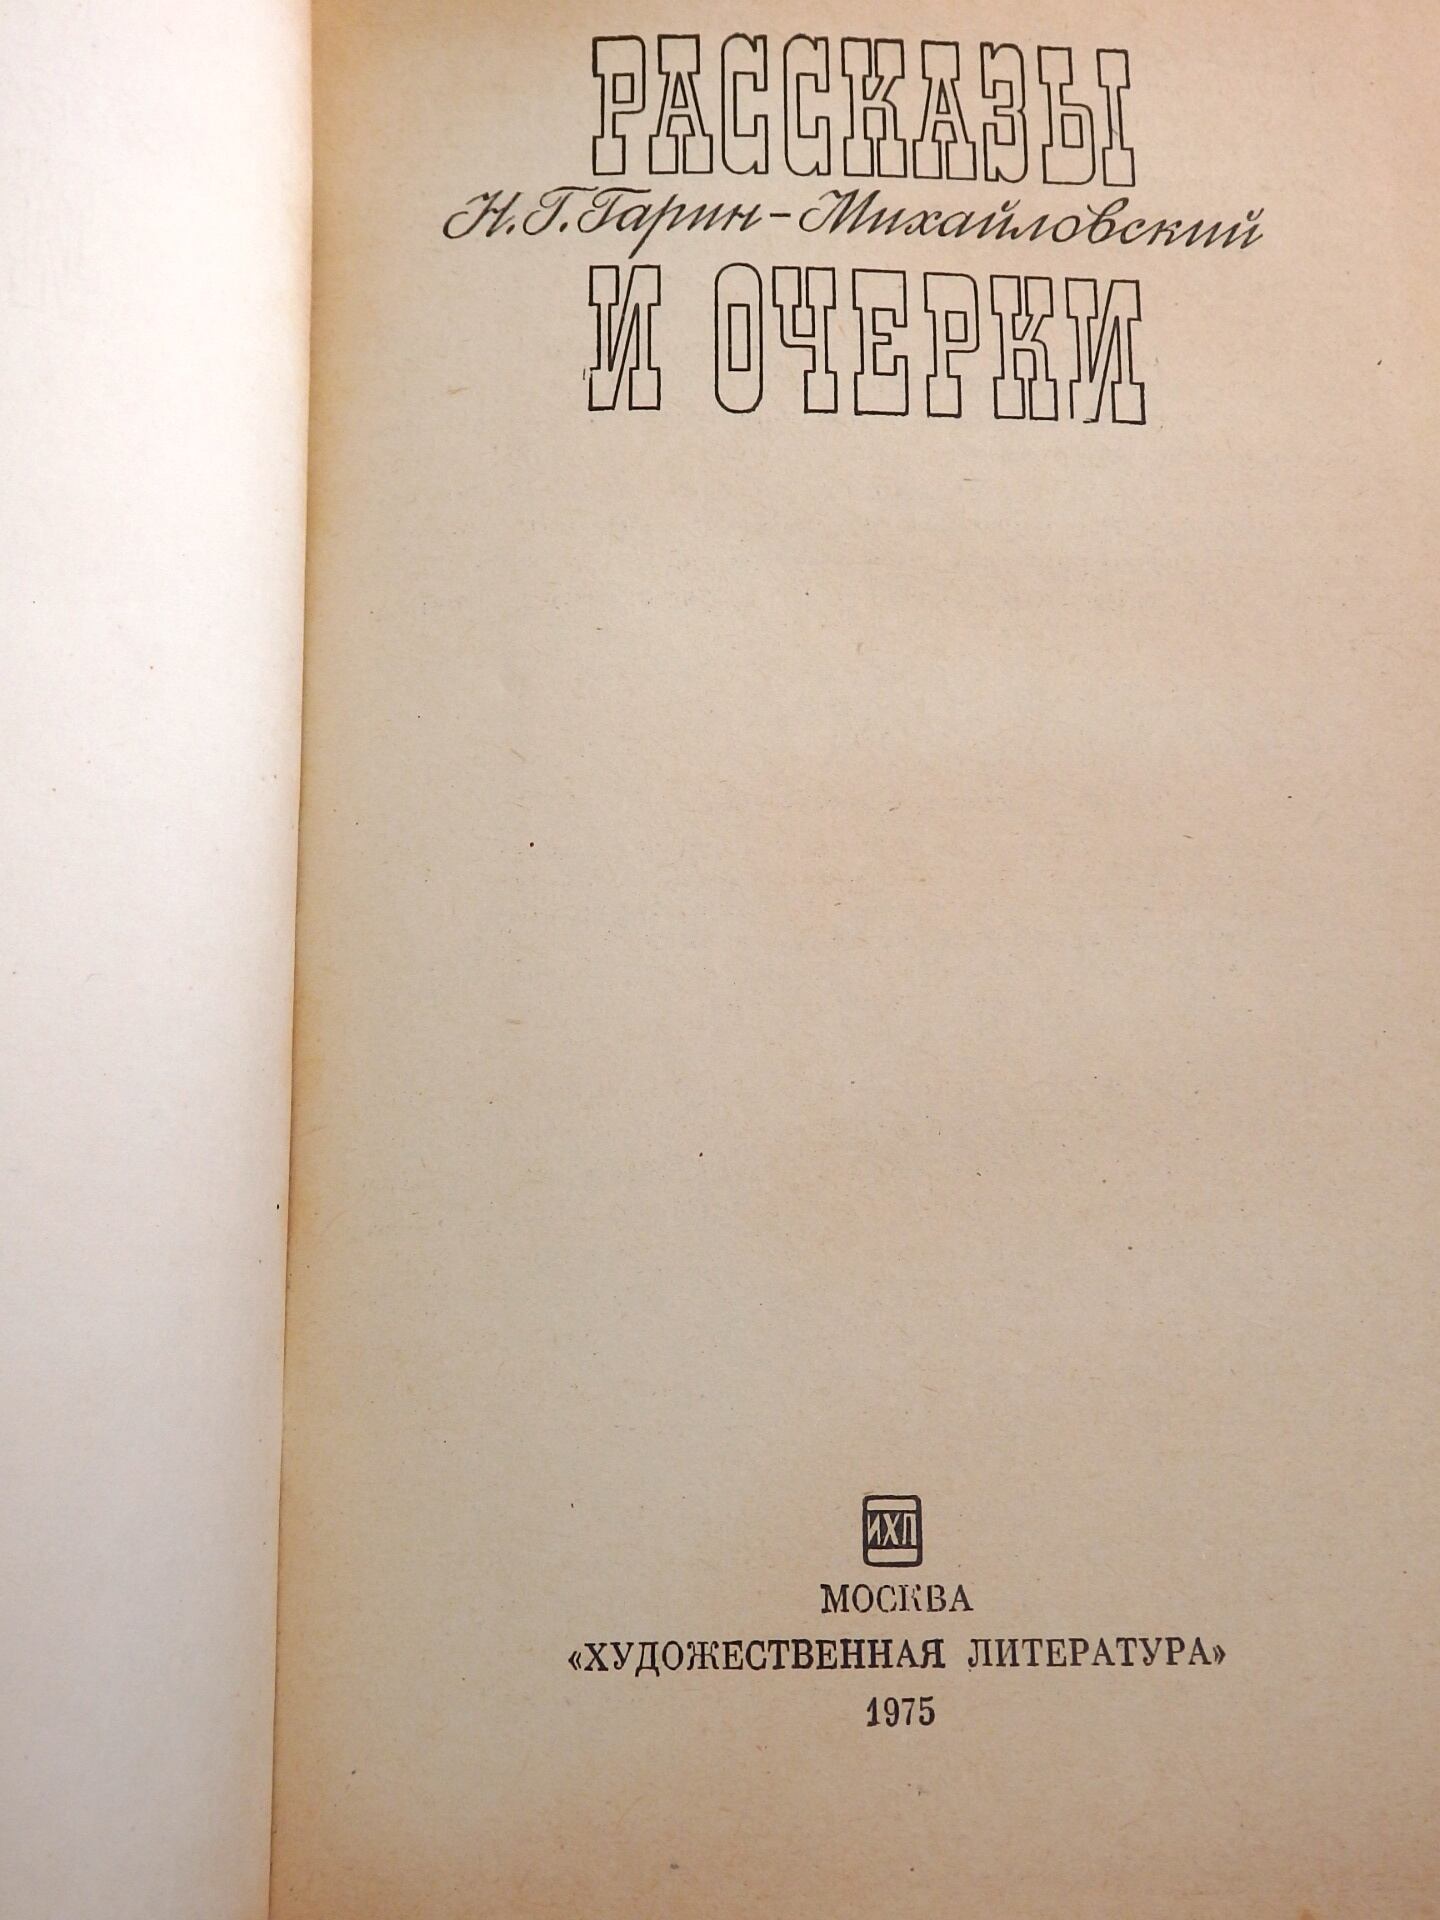 РАССКАЗЫ
Н. Г. Гарин-Михайловский
И ОЧЕРКИ
ИХЛ
МОСКВА
«ХУДОЖЕСТВЕННАЯ ЛИТЕРАТУРА»
1975